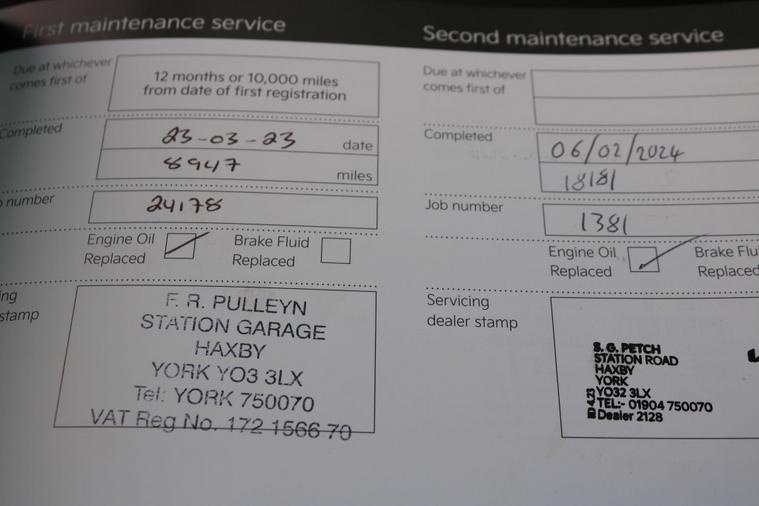 First maintenance service
Due at whichever
comes first of
12 months or 10,000 miles
from date of first registration
Completed
23-03-23 date
8947 miles
number
24178
Engine Oil
Replaced
Brake Fluid
Replaced
ing
stamp
F. R. PULLEYN
STATION GARAGE
HAXBY
YORK YO3 3LX
Tel: YORK 750070
VAT Reg No. 172 1566 70
Second maintenance service
Due at whichever
comes first of
Completed
06/02/2024
18181
Job number
1381
Engine Oil
Replaced
Brake Flu
Replaced
Servicing
dealer stamp
S. G. PETCH
STATION ROAD
HAXBY
YORK
YO32 3LX
TEL:- 01904 750070
Dealer 2128